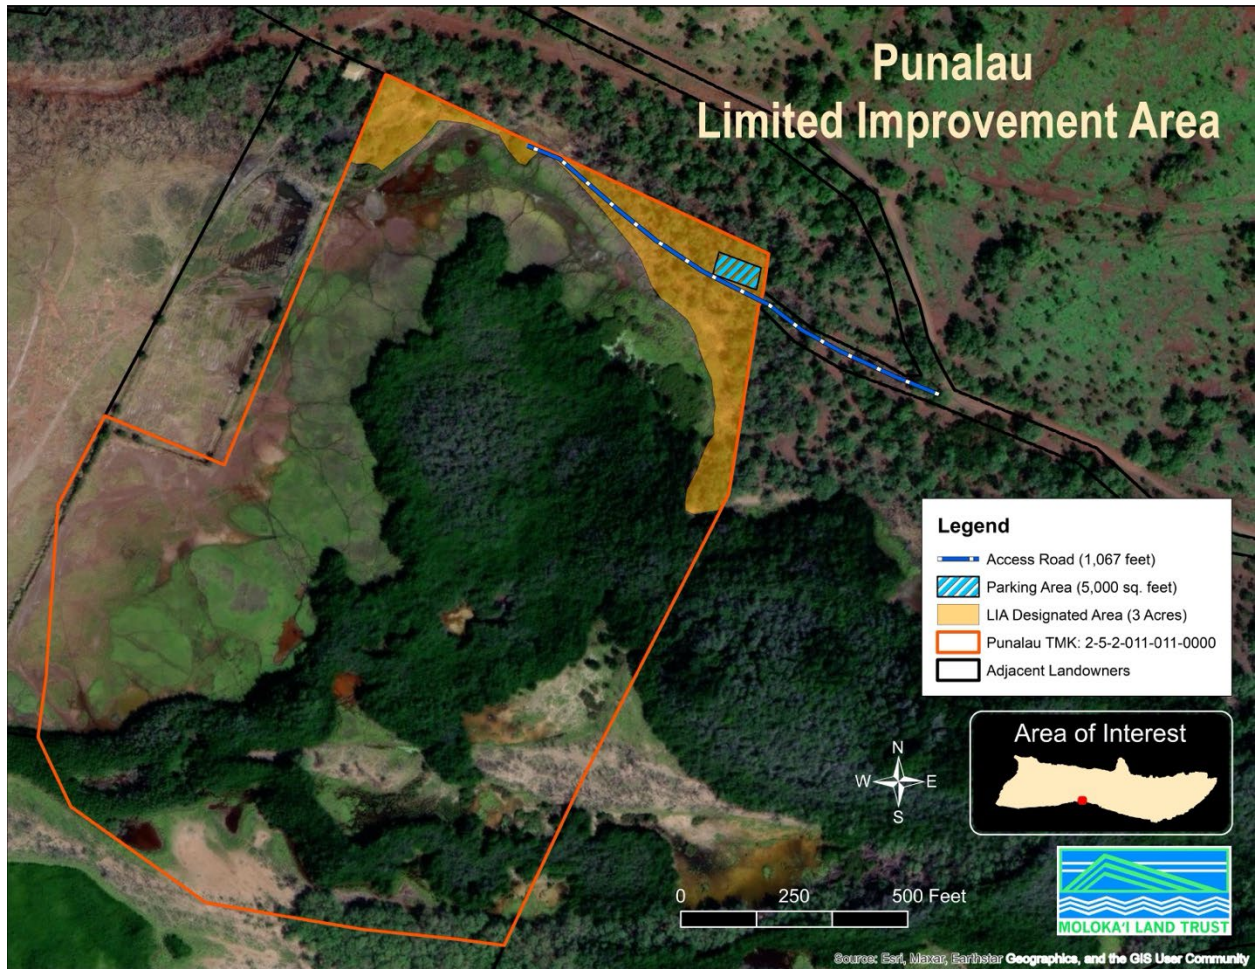 Punalau
Limited Improvement Area
Legend
Access Road (1,067 feet)
Parking Area (5,000 sq. feet)
LIA Designated Area (3 Acres)
Punalau TMK: 2-5-2-011-011-0000
Adjacent Landowners
Area of Interest
N
W E
S
0 250 500 Feet
MOLOKA'I LAND TRUST
Source: Esri, Maxar, Earthstar Geographics, and the GIS User Community